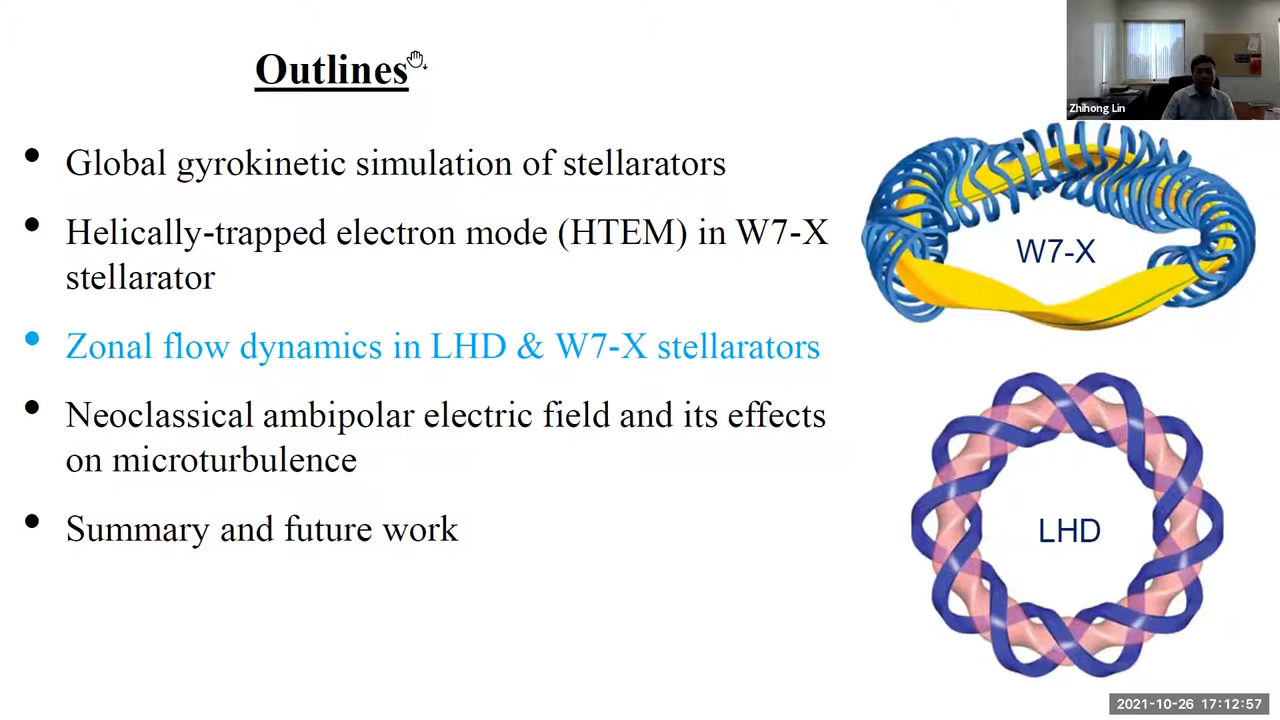 Outlines
Zhihong Lin
• Global gyrokinetic simulation of stellarators
• Helically-trapped electron mode (HTEM) in W7-X
stellarator
W7-X
• Zonal flow dynamics in LHD & W7-X stellarators
• Neoclassical ambipolar electric field and its effects
on microturbulence
• Summary and future work
LHD
2021-10-26 17:12:57